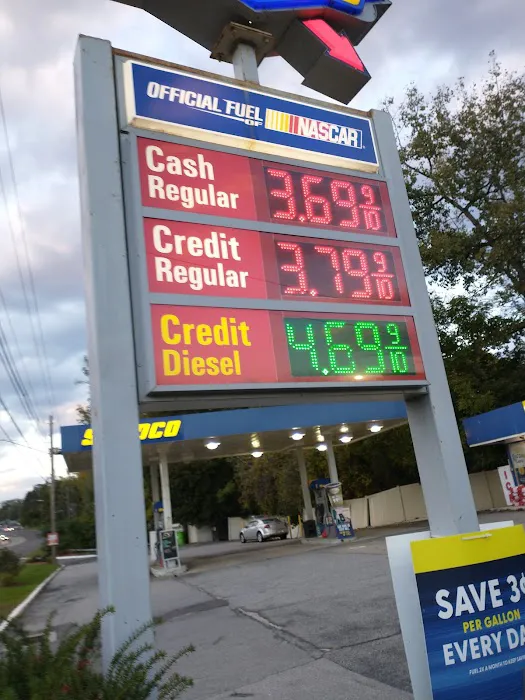 OFFICIAL FUEL OF NASCAR
Cash
Regular
3.69 9/10
Credit
Regular
3.79 9/10
Credit
Diesel
4.69 9/10
SAVE 3¢
PER GALLON
EVERY DA